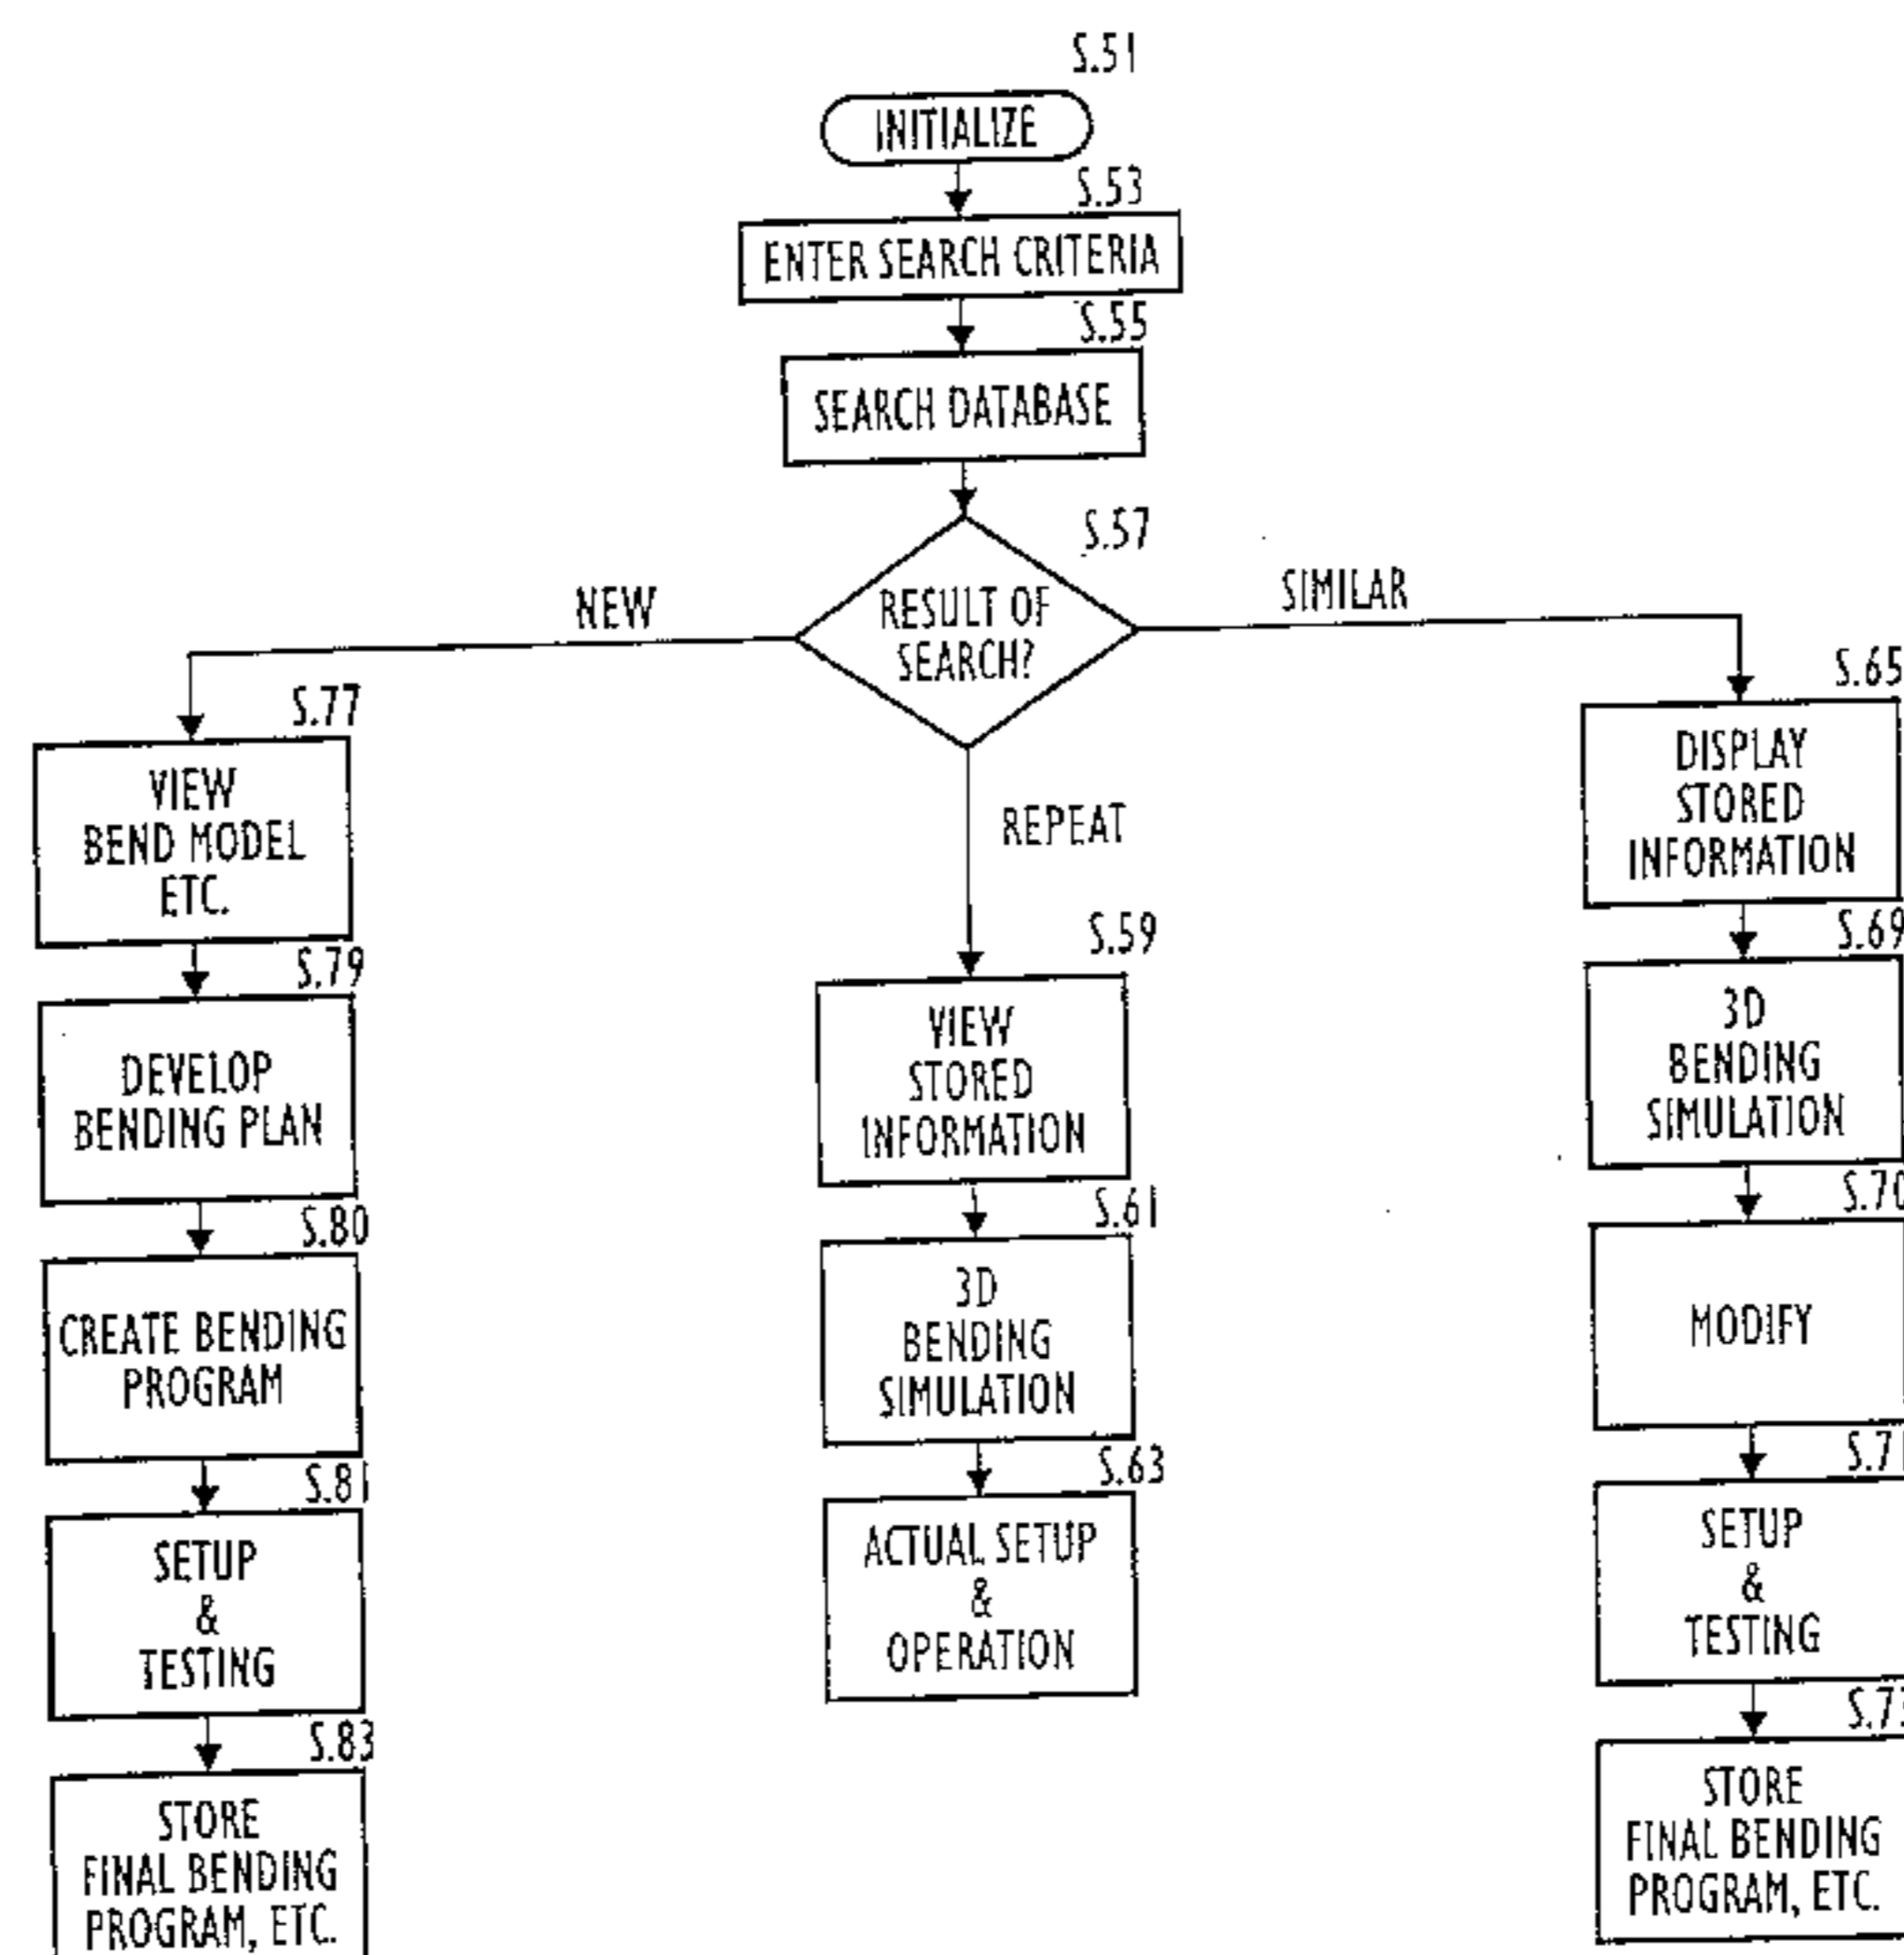 S.51
INITIALIZE
S.53
ENTER SEARCH CRITERIA
S.55
SEARCH DATABASE
S.57
RESULT OF
SEARCH?
NEW
SIMILAR
REPEAT
S.77
VIEW
BEND MODEL
ETC.
S.79
DEVELOP
BENDING PLAN
S.80
CREATE BENDING
PROGRAM
S.81
SETUP
&
TESTING
S.83
STORE
FINAL BENDING
PROGRAM, ETC.
S.59
VIEW
STORED
INFORMATION
S.61
3D
BENDING
SIMULATION
S.63
ACTUAL SETUP
&
OPERATION
S.65
DISPLAY
STORED
INFORMATION
S.69
3D
BENDING
SIMULATION
S.70
MODIFY
S.71
SETUP
&
TESTING
STORE
FINAL BENDING
PROGRAM, ETC.